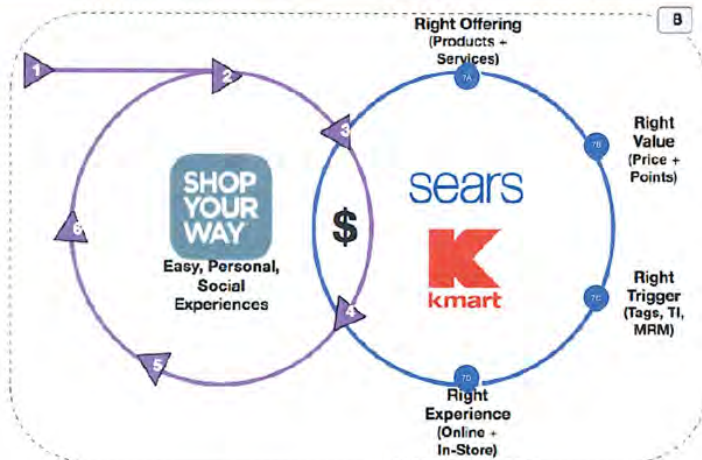 B
Right Offering
(Products +
Services)
1
2
7A
3
7B
Right
Value
(Price +
Points)
SHOP
YOUR
WAY
sears
$
6
kmart
Easy, Personal,
Social
Experiences
Right
Trigger
(Tags, TI,
MRM)
7C
4
5
7D
Right
Experience
(Online +
In-Store)